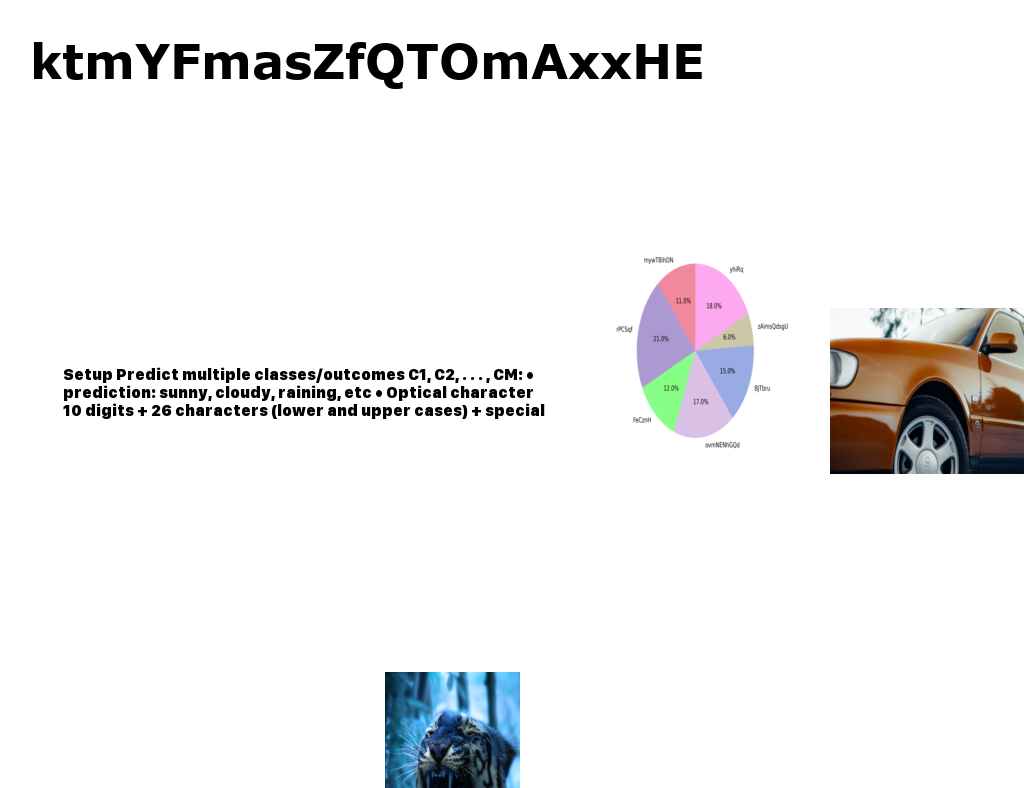 ktmYFmasZfQTOmAxxHE
mywTBihDN
yhiRq
11.0%
18.0%
rPCSqf
21.0%
6.0%
zAimsQdsgU
15.0%
12.0%
BJTbru
17.0%
FeCznH
ovmNENhGQd
Setup Predict multiple classes/outcomes C1, C2, . . . , CM: •
prediction: sunny, cloudy, raining, etc • Optical character
10 digits + 26 characters (lower and upper cases) + special